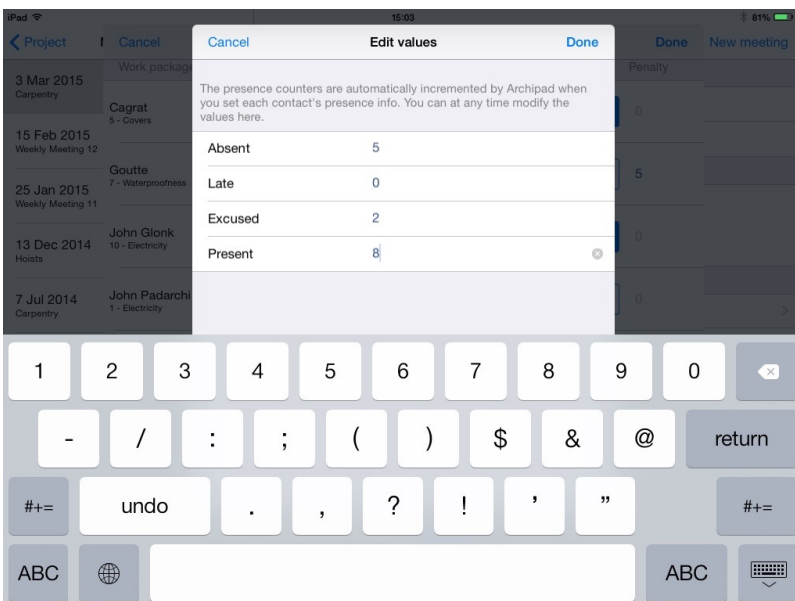 iPad 15:03 81%
Project Cancel Done New meeting
Cancel Edit values Done
Work package Penalty
The presence counters are automatically incremented by Archipad when
you set each contact's presence info. You can at any time modify the
values here.
Absent 5
Late 0
Excused 2
Present 8
3 Mar 2015
Carpentry
15 Feb 2015
Weekly Meeting 12
25 Jan 2015
Weekly Meeting 11
13 Dec 2014
Hoists
7 Jul 2014
Carpentry
Cagrat 0
5 - Covers
Goutte 5
7 - Waterproofness
John Glonk 0
10 - Electricity
John Padarchi 0
1 - Electricity
1 2 3 4 5 6 7 8 9 0
- / : ; ( ) $ & @ return
#+= undo . , ? ! ' " #+=
ABC ABC